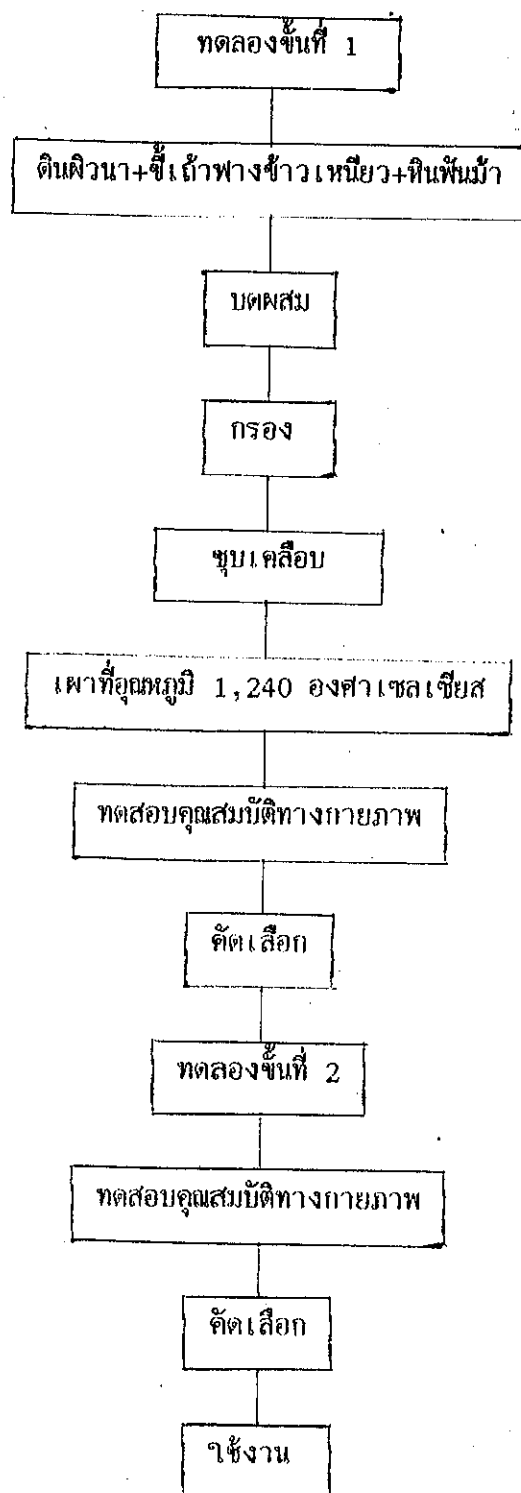 ทดลองขั้นที่ 1
ดินผิวนา+ขี้เถ้าฟางข้าวเหนียว+หินฟันม้า
บดผสม
กรอง
ชุบเคลือบ
เผาที่อุณหภูมิ 1,240 องศาเซลเซียส
ทดสอบคุณสมบัติทางกายภาพ
คัดเลือก
ทดลองขั้นที่ 2
ทดสอบคุณสมบัติทางกายภาพ
คัดเลือก
ใช้งาน